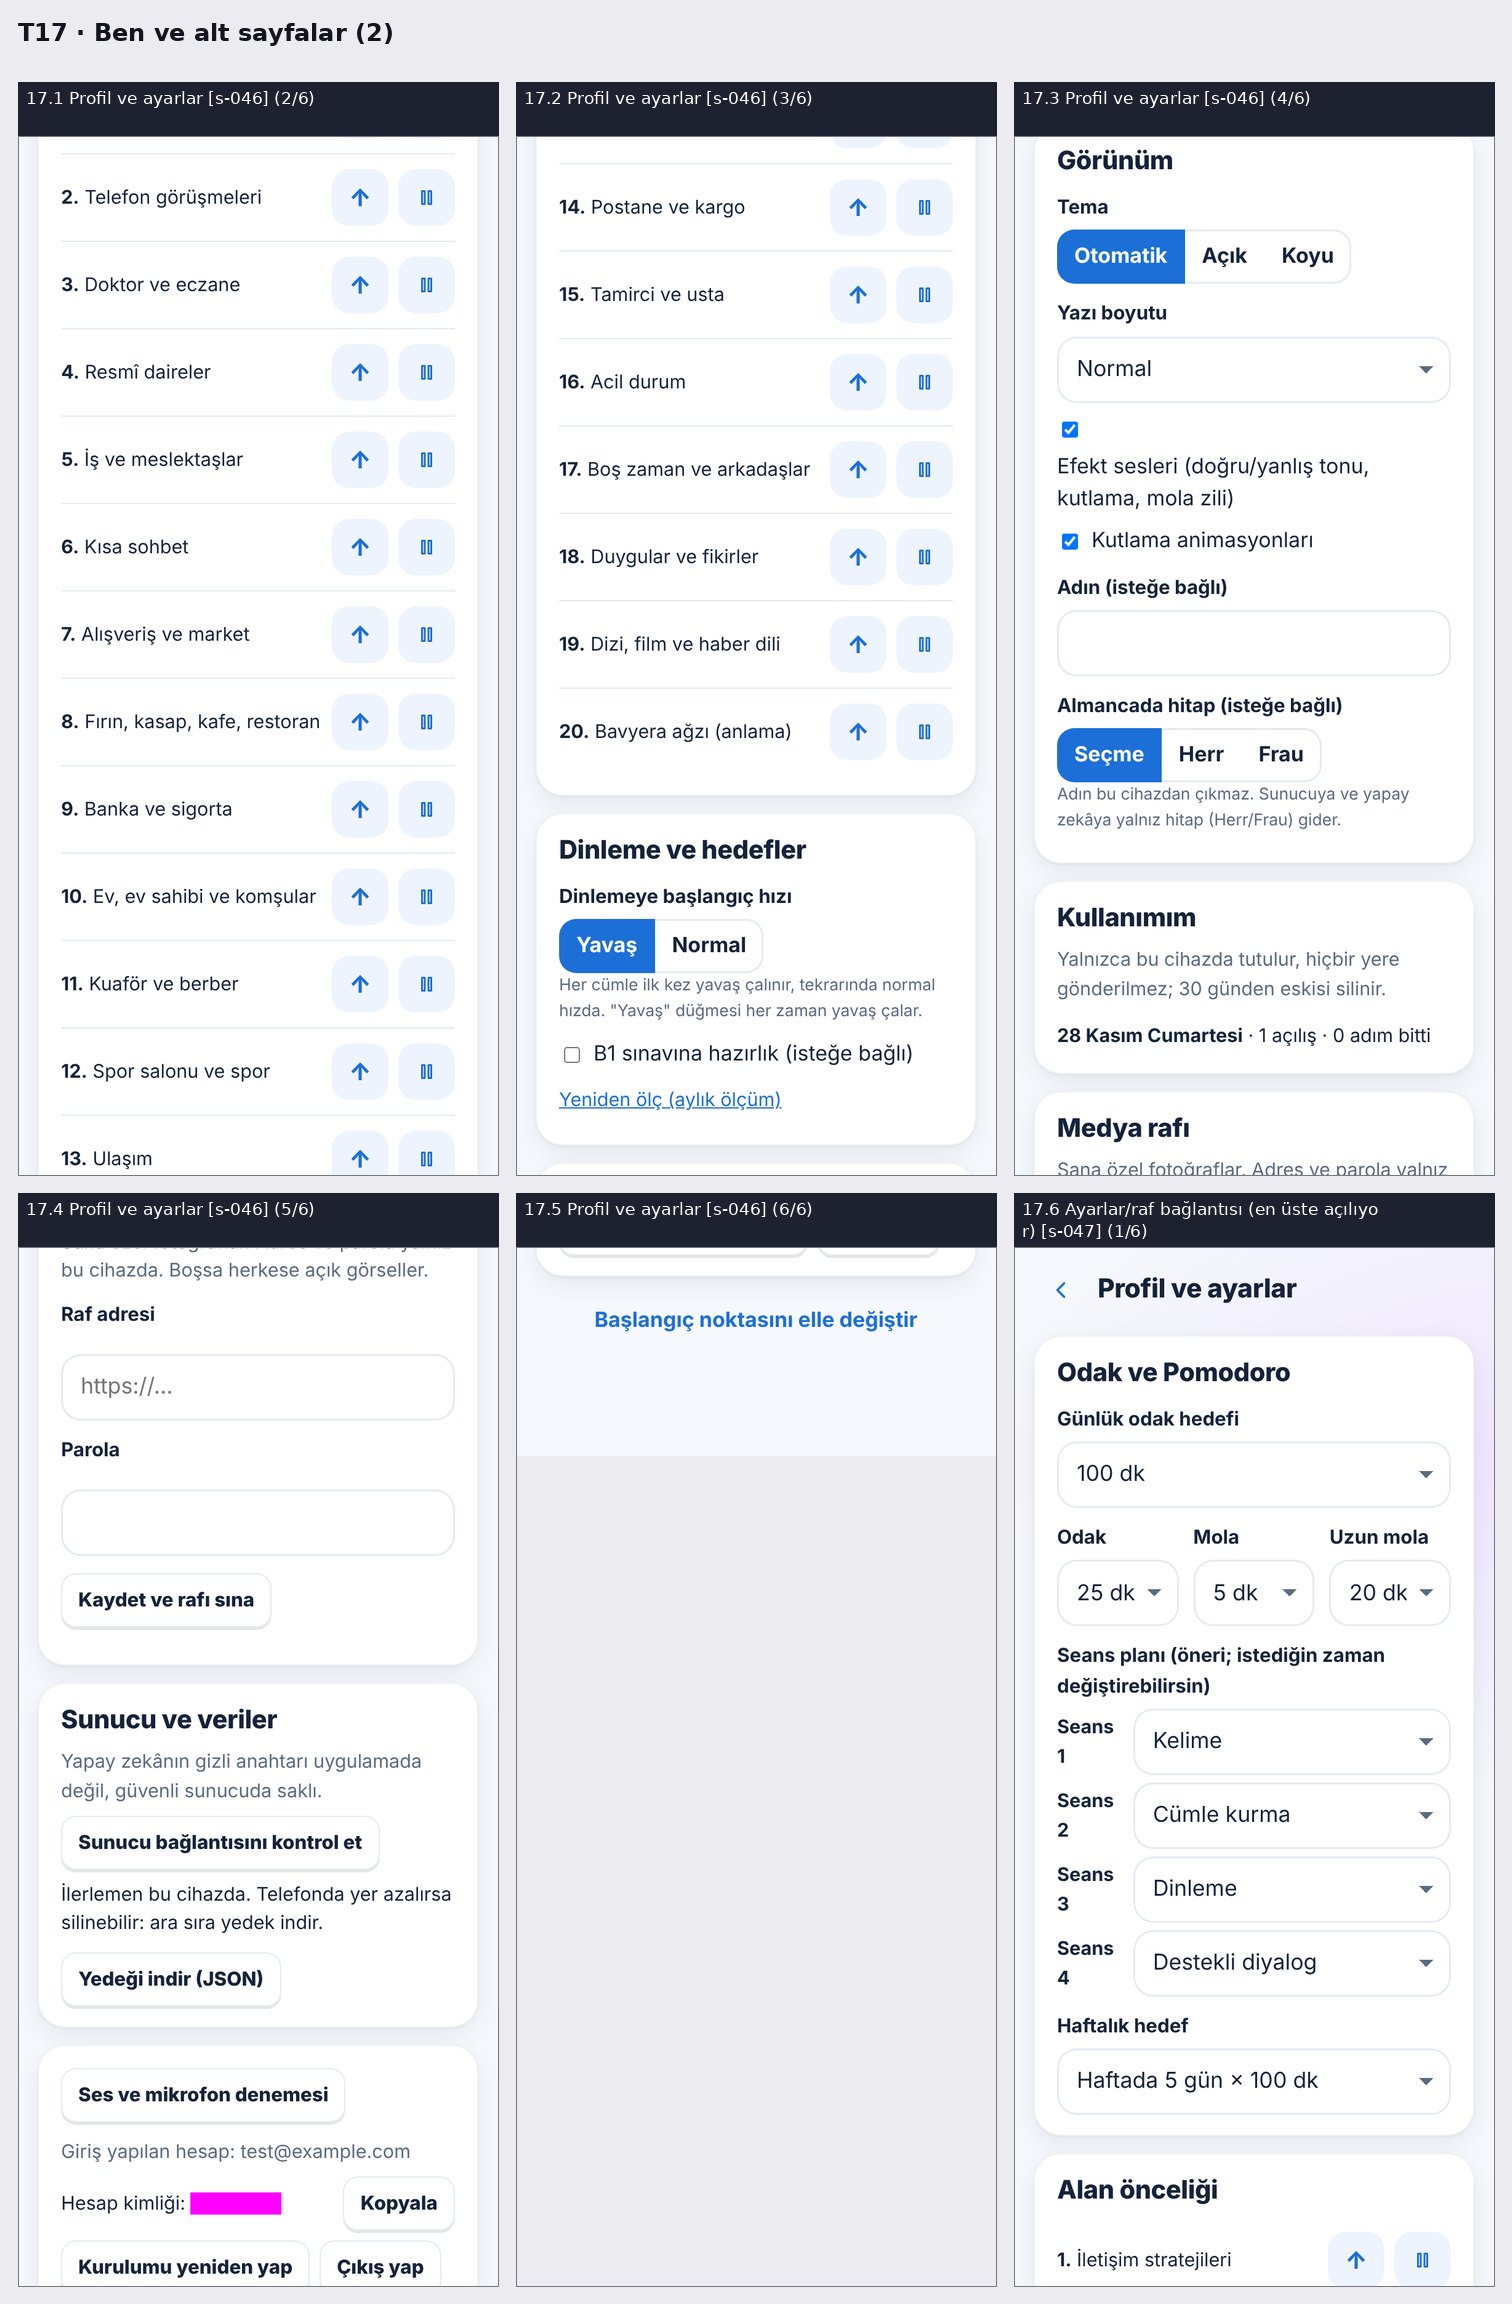 T17 · Ben ve alt sayfalar (2)
17.1 Profil ve ayarlar [s-046] (2/6)
2. Telefon görüşmeleri
3. Doktor ve eczane
4. Resmî daireler
5. İş ve meslektaşlar
6. Kısa sohbet
7. Alışveriş ve market
8. Fırın, kasap, kafe, restoran
9. Banka ve sigorta
10. Ev, ev sahibi ve komşular
11. Kuaför ve berber
12. Spor salonu ve spor
13. Ulaşım
17.2 Profil ve ayarlar [s-046] (3/6)
14. Postane ve kargo
15. Tamirci ve usta
16. Acil durum
17. Boş zaman ve arkadaşlar
18. Duygular ve fikirler
19. Dizi, film ve haber dili
20. Bavyera ağzı (anlama)
Dinleme ve hedefler
Dinlemeye başlangıç hızı
Yavaş Normal
Her cümle ilk kez yavaş çalınır, tekrarında normal
hızda. "Yavaş" düğmesi her zaman yavaş çalar.
B1 sınavına hazırlık (isteğe bağlı)
Yeniden ölç (aylık ölçüm)
17.3 Profil ve ayarlar [s-046] (4/6)
Görünüm
Tema
Otomatik Açık Koyu
Yazı boyutu
Normal
Efekt sesleri (doğru/yanlış tonu,
kutlama, mola zili)
Kutlama animasyonları
Adın (isteğe bağlı)
Almancada hitap (isteğe bağlı)
Seçme Herr Frau
Adın bu cihazdan çıkmaz. Sunucuya ve yapay
zekâya yalnız hitap (Herr/Frau) gider.
Kullanımım
Yalnızca bu cihazda tutulur, hiçbir yere
gönderilmez; 30 günden eskisi silinir.
28 Kasım Cumartesi · 1 açılış · 0 adım bitti
Medya rafı
Sana özel fotoğraflar. Adres ve parola yalnız
17.4 Profil ve ayarlar [s-046] (5/6)
bu cihazda. Boşsa herkese açık görseller.
Raf adresi
https://...
Parola
Kaydet ve rafı sına
Sunucu ve veriler
Yapay zekânın gizli anahtarı uygulamada
değil, güvenli sunucuda saklı.
Sunucu bağlantısını kontrol et
İlerlemen bu cihazda. Telefonda yer azalırsa
silinebilir: ara sıra yedek indir.
Yedeği indir (JSON)
Ses ve mikrofon denemesi
Giriş yapılan hesap: test@example.com
Hesap kimliği:
Kopyala
Kurulumu yeniden yap Çıkış yap
17.5 Profil ve ayarlar [s-046] (6/6)
Başlangıç noktasını elle değiştir
17.6 Ayarlar/raf bağlantısı (en üste açılıyo
r) [s-047] (1/6)
Profil ve ayarlar
Odak ve Pomodoro
Günlük odak hedefi
100 dk
Odak Mola Uzun mola
25 dk 5 dk 20 dk
Seans planı (öneri; istediğin zaman
değiştirebilirsin)
Seans
1
Kelime
Seans
2
Cümle kurma
Seans
3
Dinleme
Seans
4
Destekli diyalog
Haftalık hedef
Haftada 5 gün × 100 dk
Alan önceliği
1. İletişim stratejileri